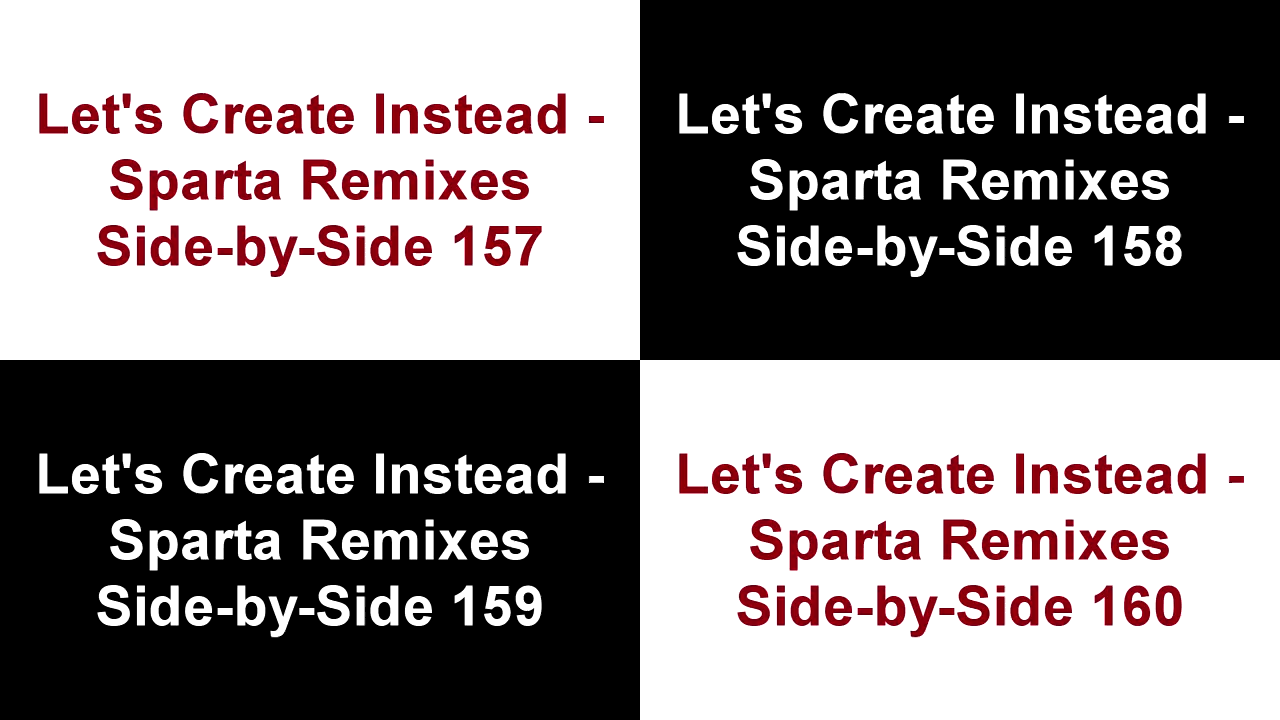 Let's Create Instead -
Sparta Remixes
Side-by-Side 157
Let's Create Instead -
Sparta Remixes
Side-by-Side 158
Let's Create Instead -
Sparta Remixes
Side-by-Side 159
Let's Create Instead -
Sparta Remixes
Side-by-Side 160